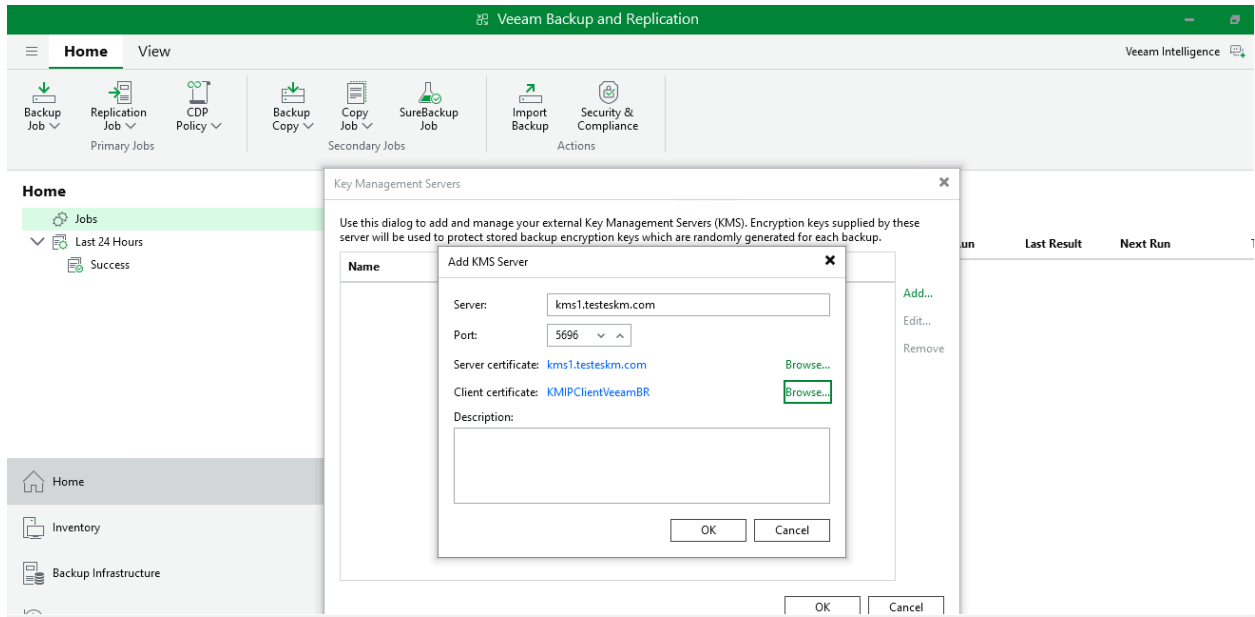 Veeam Backup and Replication
Home View
Veeam Intelligence
Backup Job
Replication Job
CDP Policy
Primary Jobs
Backup Copy
Copy Job
SureBackup Job
Secondary Jobs
Import Backup
Security & Compliance
Actions
Home
Jobs
Last 24 Hours
Success
Home
Inventory
Backup Infrastructure
Last Result Next Run
Key Management Servers
Use this dialog to add and manage your external Key Management Servers (KMS). Encryption keys supplied by these
server will be used to protect stored backup encryption keys which are randomly generated for each backup.
Name
Add...
Edit...
Remove
Add KMS Server
Server: kms1.testeskm.com
Port: 5696
Server certificate: kms1.testeskm.com Browse...
Client certificate: KMIPClientVeeamBR Browse...
Description:
OK Cancel
OK Cancel